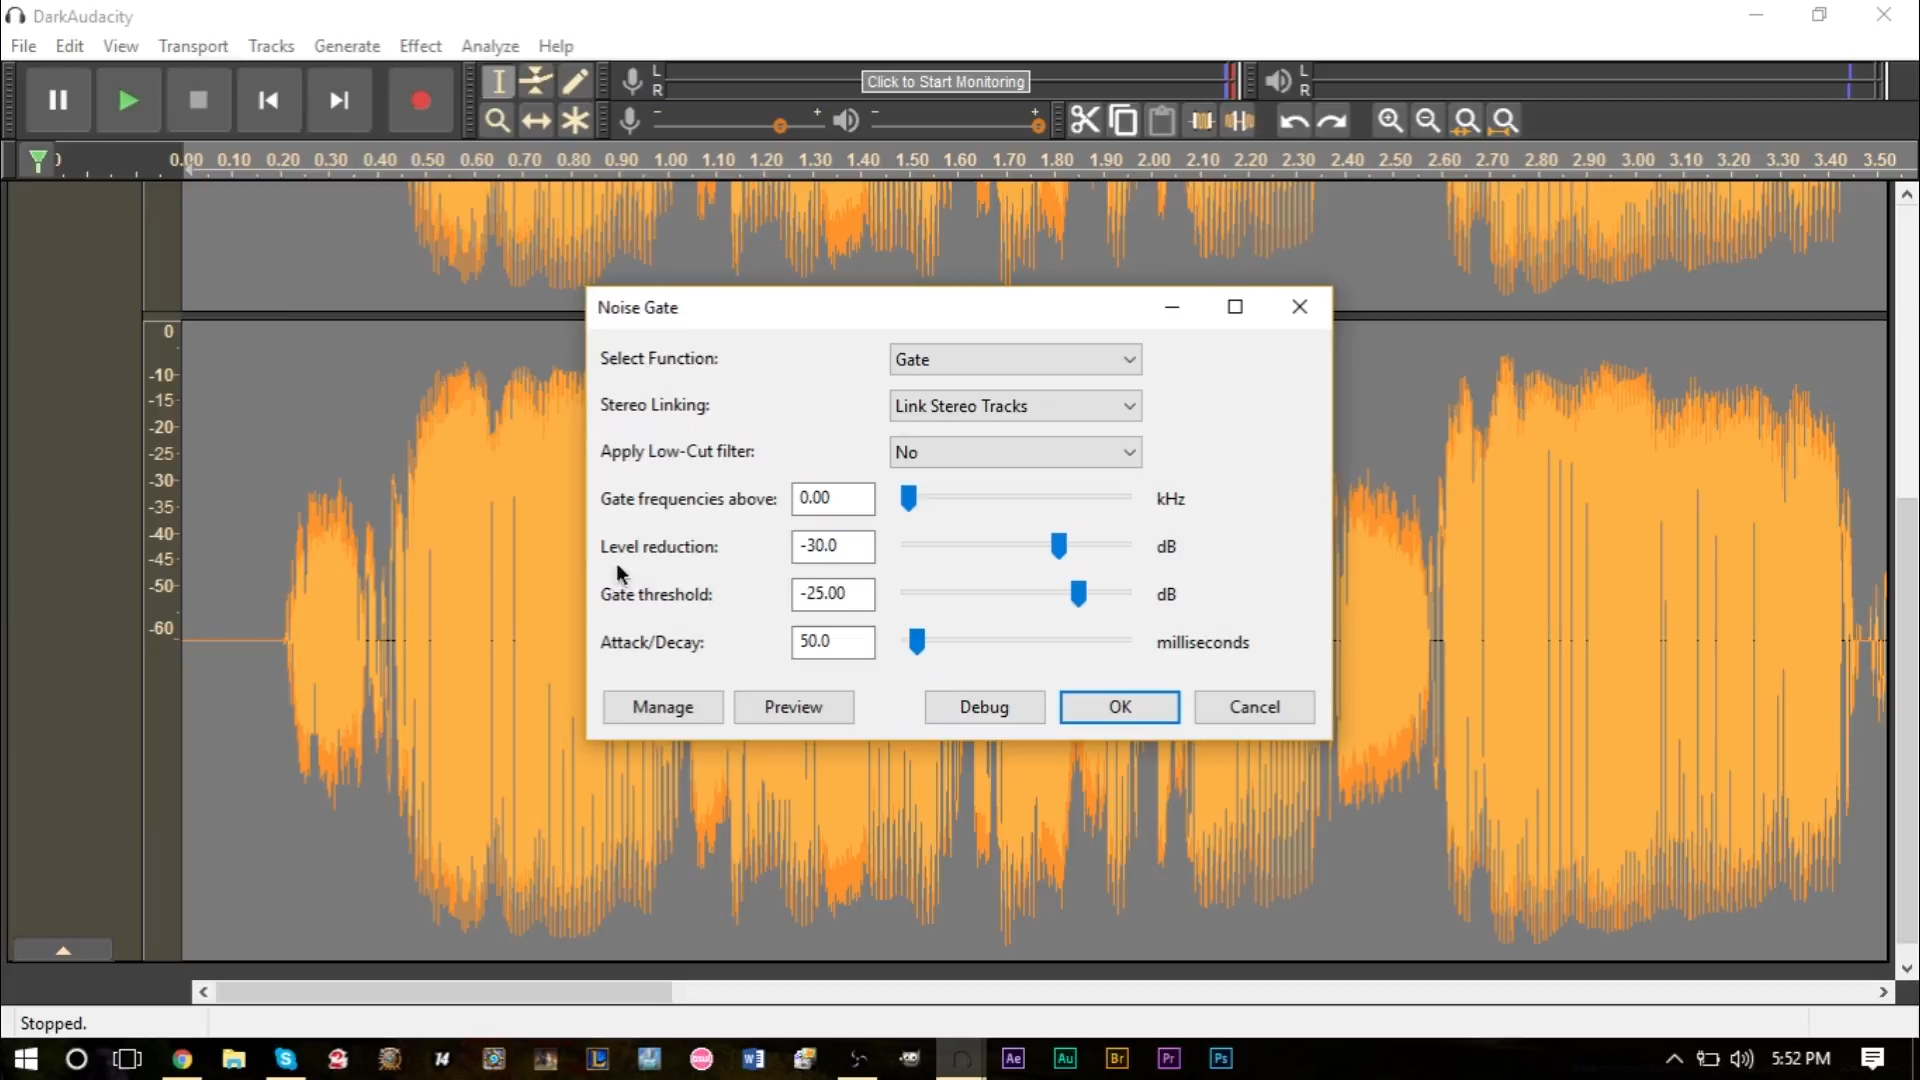 DarkAudacity
File Edit View Transport Tracks Generate Effect Analyze Help
L
R
Click to Start Monitoring
L
R
- + - +
0.00 0.10 0.20 0.30 0.40 0.50 0.60 0.70 0.80 0.90 1.00 1.10 1.20 1.30 1.40 1.50 1.60 1.70 1.80 1.90 2.00 2.10 2.20 2.30 2.40 2.50 2.60 2.70 2.80 2.90 3.00 3.10 3.20 3.30 3.40 3.50
0
-10
-15
-20
-25
-30
-35
-40
-45
-50
-60
Noise Gate
Select Function: Gate
Stereo Linking: Link Stereo Tracks
Apply Low-Cut filter: No
Gate frequencies above: 0.00 kHz
Level reduction: -30.0 dB
Gate threshold: -25.00 dB
Attack/Decay: 50.0 milliseconds
Manage Preview Debug OK Cancel
Stopped.
14 osu! Ae Au Br Pr Ps 5:52 PM